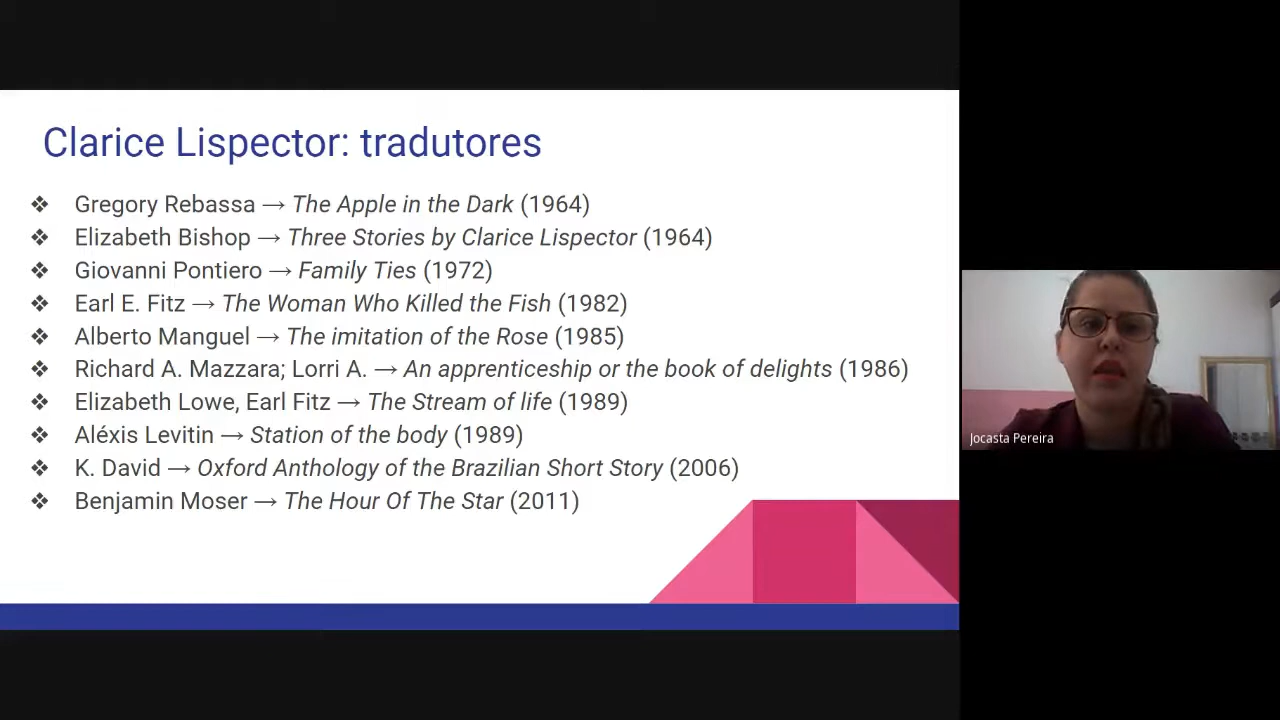 Clarice Lispector: tradutores
❖ Gregory Rebassa → The Apple in the Dark (1964)
❖ Elizabeth Bishop → Three Stories by Clarice Lispector (1964)
❖ Giovanni Pontiero → Family Ties (1972)
❖ Earl E. Fitz → The Woman Who Killed the Fish (1982)
❖ Alberto Manguel → The imitation of the Rose (1985)
❖ Richard A. Mazzara; Lorri A. → An apprenticeship or the book of delights (1986)
❖ Elizabeth Lowe, Earl Fitz → The Stream of life (1989)
❖ Aléxis Levitin → Station of the body (1989)
❖ K. David → Oxford Anthology of the Brazilian Short Story (2006)
❖ Benjamin Moser → The Hour Of The Star (2011)
Jocasta Pereira